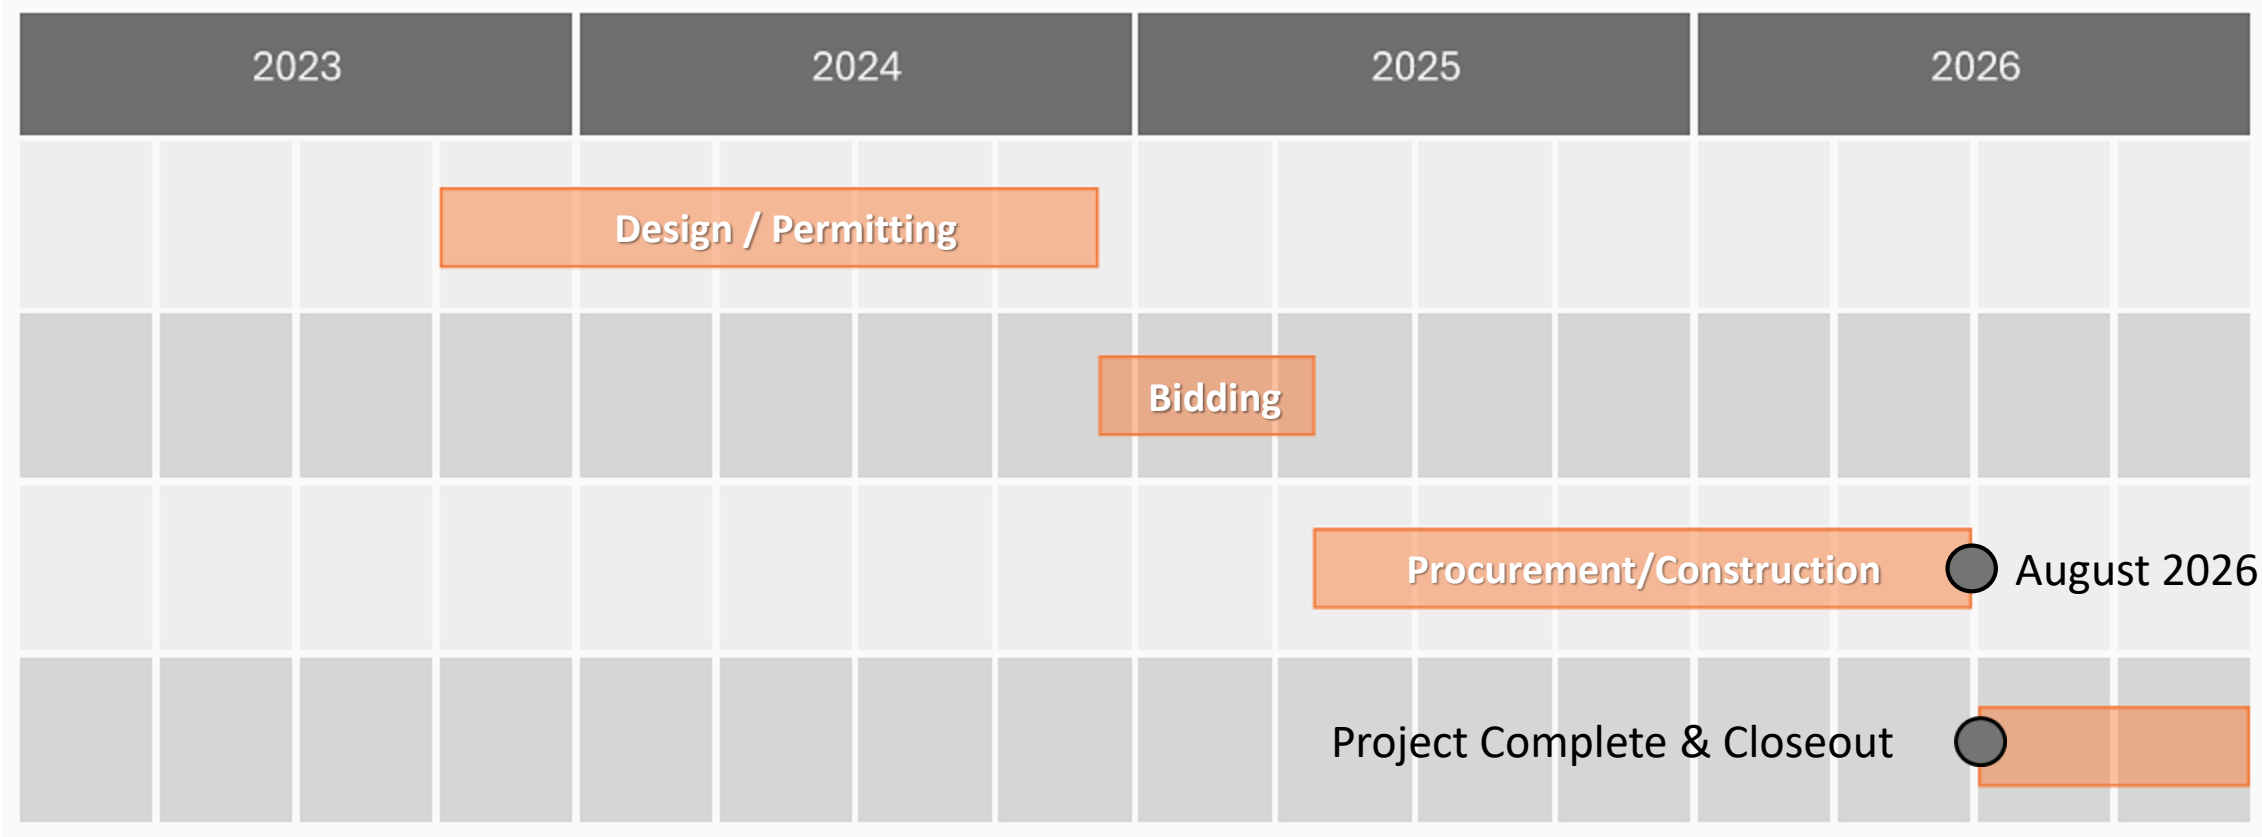 2023 2024 2025 2026
Design / Permitting
Bidding
Procurement/Construction August 2026
Project Complete & Closeout